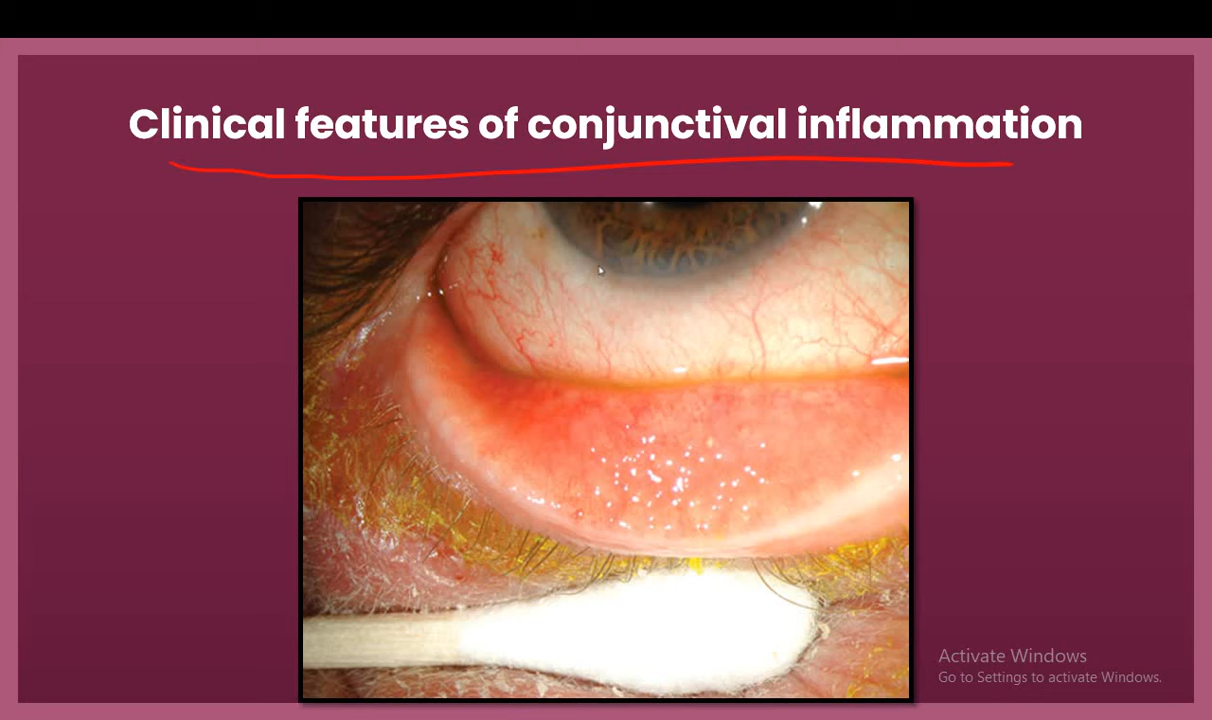 Clinical features of conjunctival inflammation
Activate Windows
Go to Settings to activate Windows.